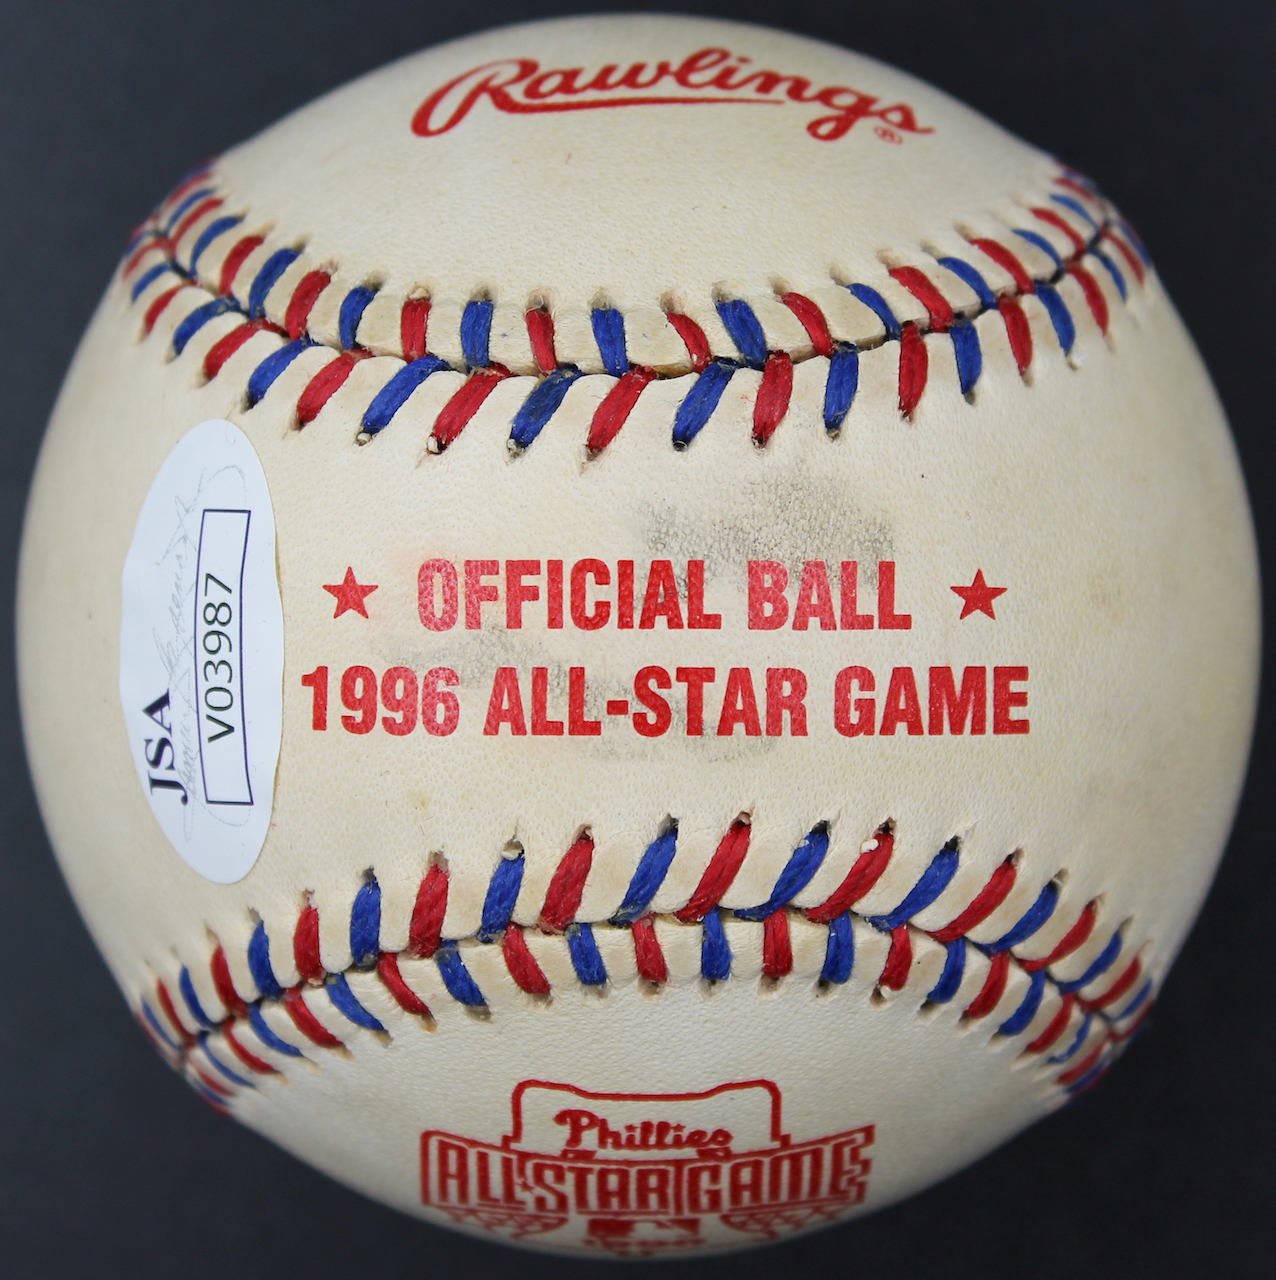 Rawlings
®
★ OFFICIAL BALL ★
1996 ALL-STAR GAME
JSA
V03987
Phillies
ALL-STAR GAME